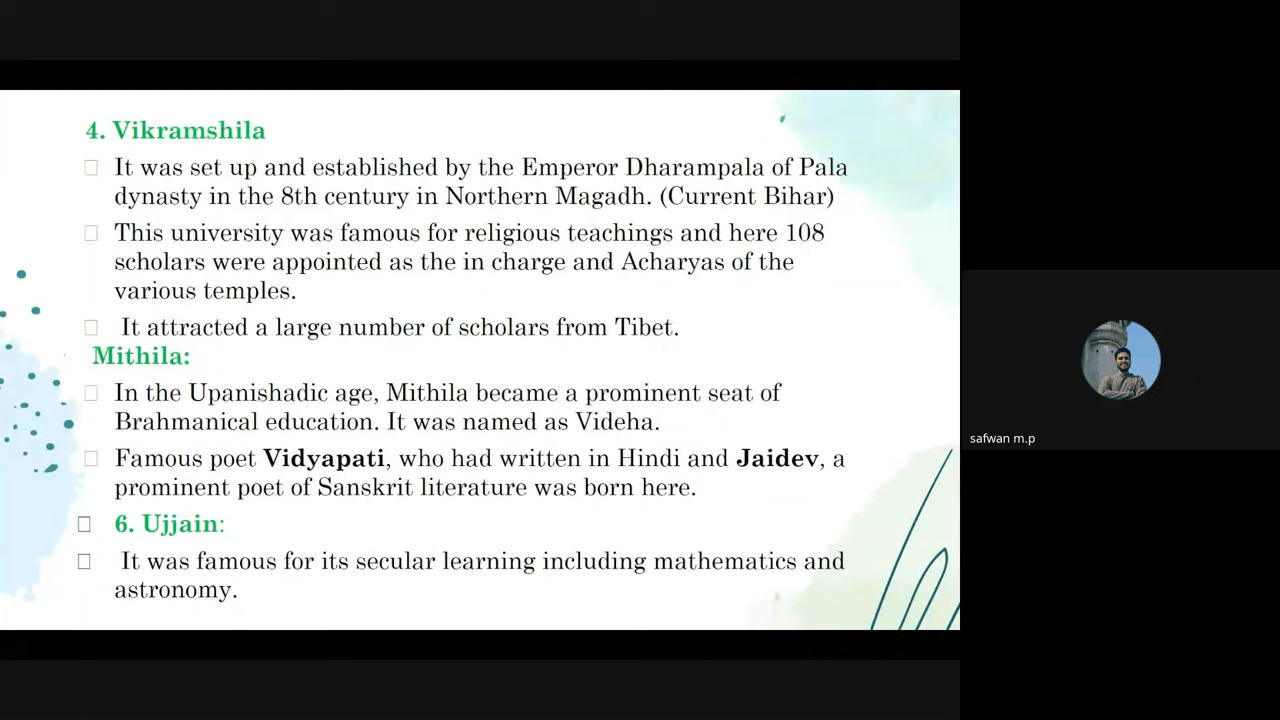 4. Vikramshila
It was set up and established by the Emperor Dharampala of Pala
dynasty in the 8th century in Northern Magadh. (Current Bihar)
This university was famous for religious teachings and here 108
scholars were appointed as the in charge and Acharyas of the
various temples.
It attracted a large number of scholars from Tibet.
Mithila:
In the Upanishadic age, Mithila became a prominent seat of
Brahmanical education. It was named as Videha.
Famous poet Vidyapati, who had written in Hindi and Jaidev, a
prominent poet of Sanskrit literature was born here.
6. Ujjain:
It was famous for its secular learning including mathematics and
astronomy.
safwan m.p